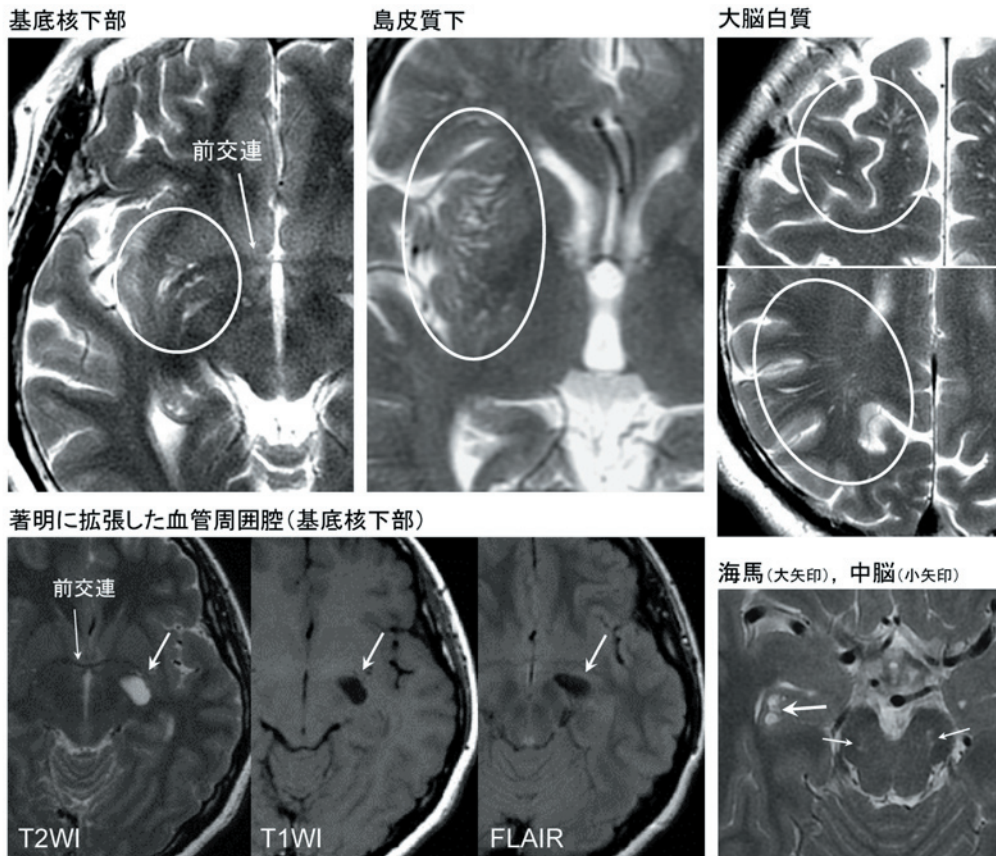 基底核下部
島皮質下
大脳白質
前交連
著明に拡張した血管周囲腔(基底核下部)
前交連
T2WI
T1WI
FLAIR
海馬(大矢印), 中脳(小矢印)